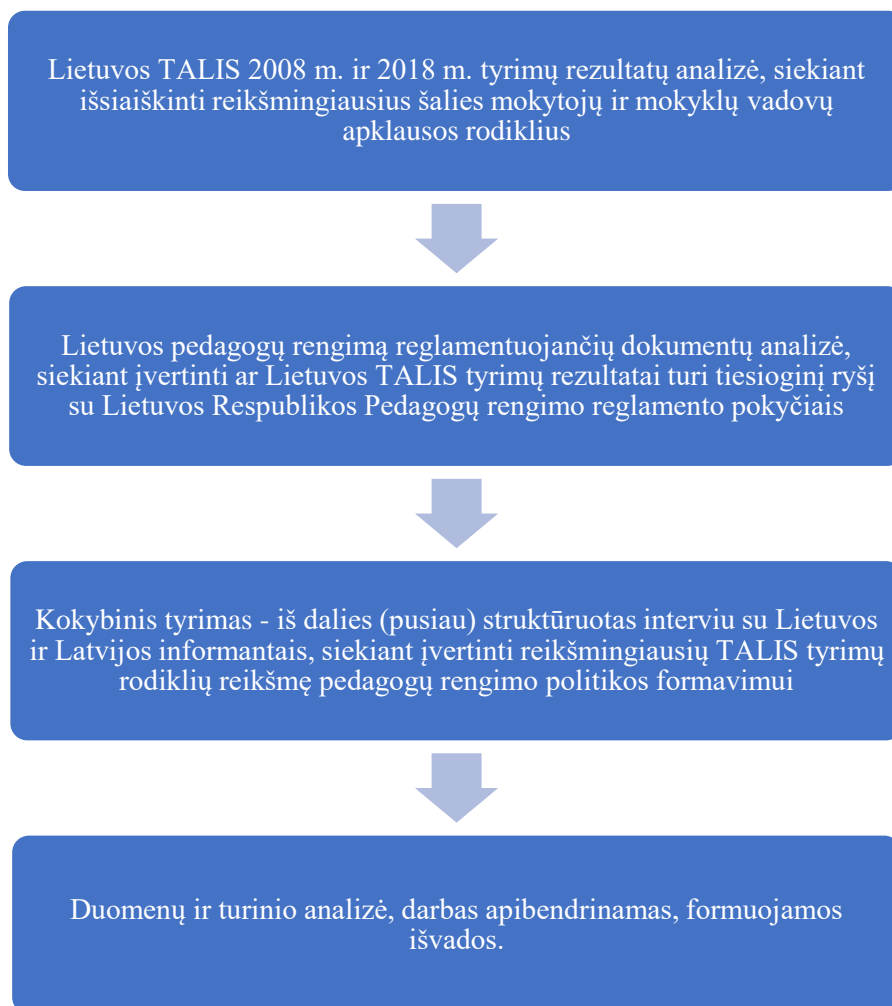 Lietuvos TALIS 2008 m. ir 2018 m. tyrimų rezultatų analizė, siekiant
išsiaiškinti reikšmingiausius šalies mokytojų ir mokyklų vadovų
apklausos rodiklius
Lietuvos pedagogų rengimą reglamentuojančių dokumentų analizė,
siekiant įvertinti ar Lietuvos TALIS tyrimų rezultatai turi tiesioginį ryšį
su Lietuvos Respublikos Pedagogų rengimo reglamento pokyčiais
Kokybinis tyrimas - iš dalies (pusiau) struktūruotas interviu su Lietuvos
ir Latvijos informantais, siekiant įvertinti reikšmingiausių TALIS tyrimų
rodiklių reikšmę pedagogų rengimo politikos formavimui
Duomenų ir turinio analizė, darbas apibendrinamas, formuojamos
išvados.